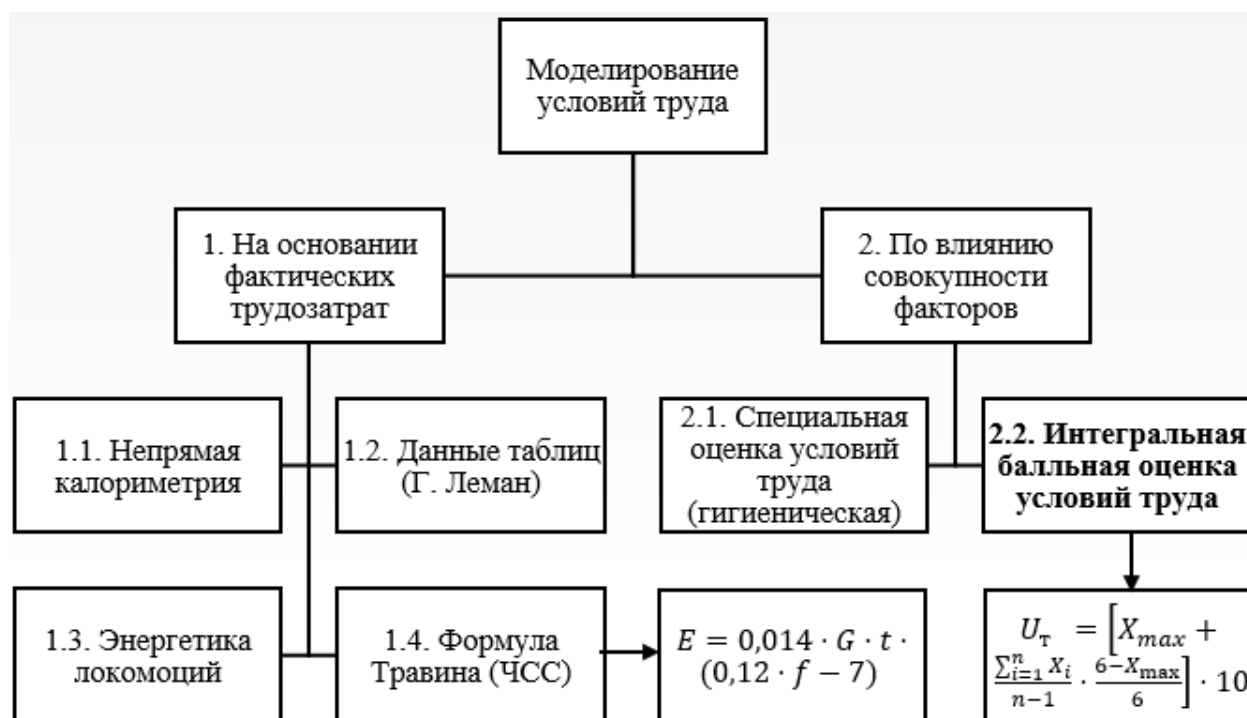 Моделирование
условий труда
1. На основании
фактических
трудозатрат
2. По влиянию
совокупности
факторов
1.1. Непрямая
калориметрия
1.2. Данные таблиц
(Г. Леман)
2.1. Специальная
оценка условий
труда
(гигиеническая)
2.2. Интегральная
балльная оценка
условий труда
1.3. Энергетика
локомоций
1.4. Формула
Травина (ЧСС)
E = 0,014 · G · t ·
(0,12 · f − 7)
U_т = [X_max +
\frac{\sum_{i=1}^{n} X_i}{n−1} · \frac{6−X_max}{6}] · 10